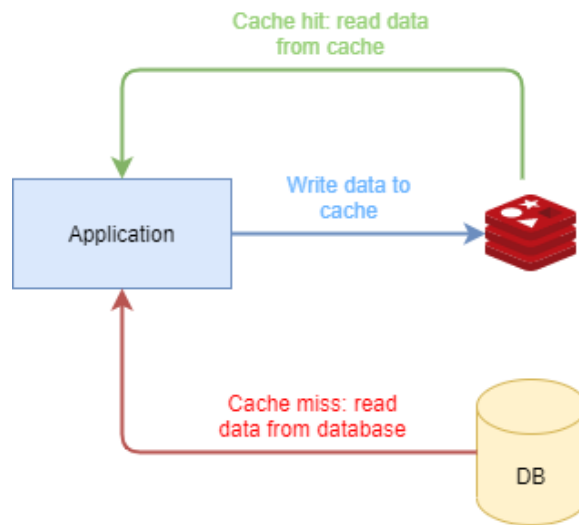 Cache hit: read data
from cache
Write data to
cache
Application
Cache miss: read
data from database
DB